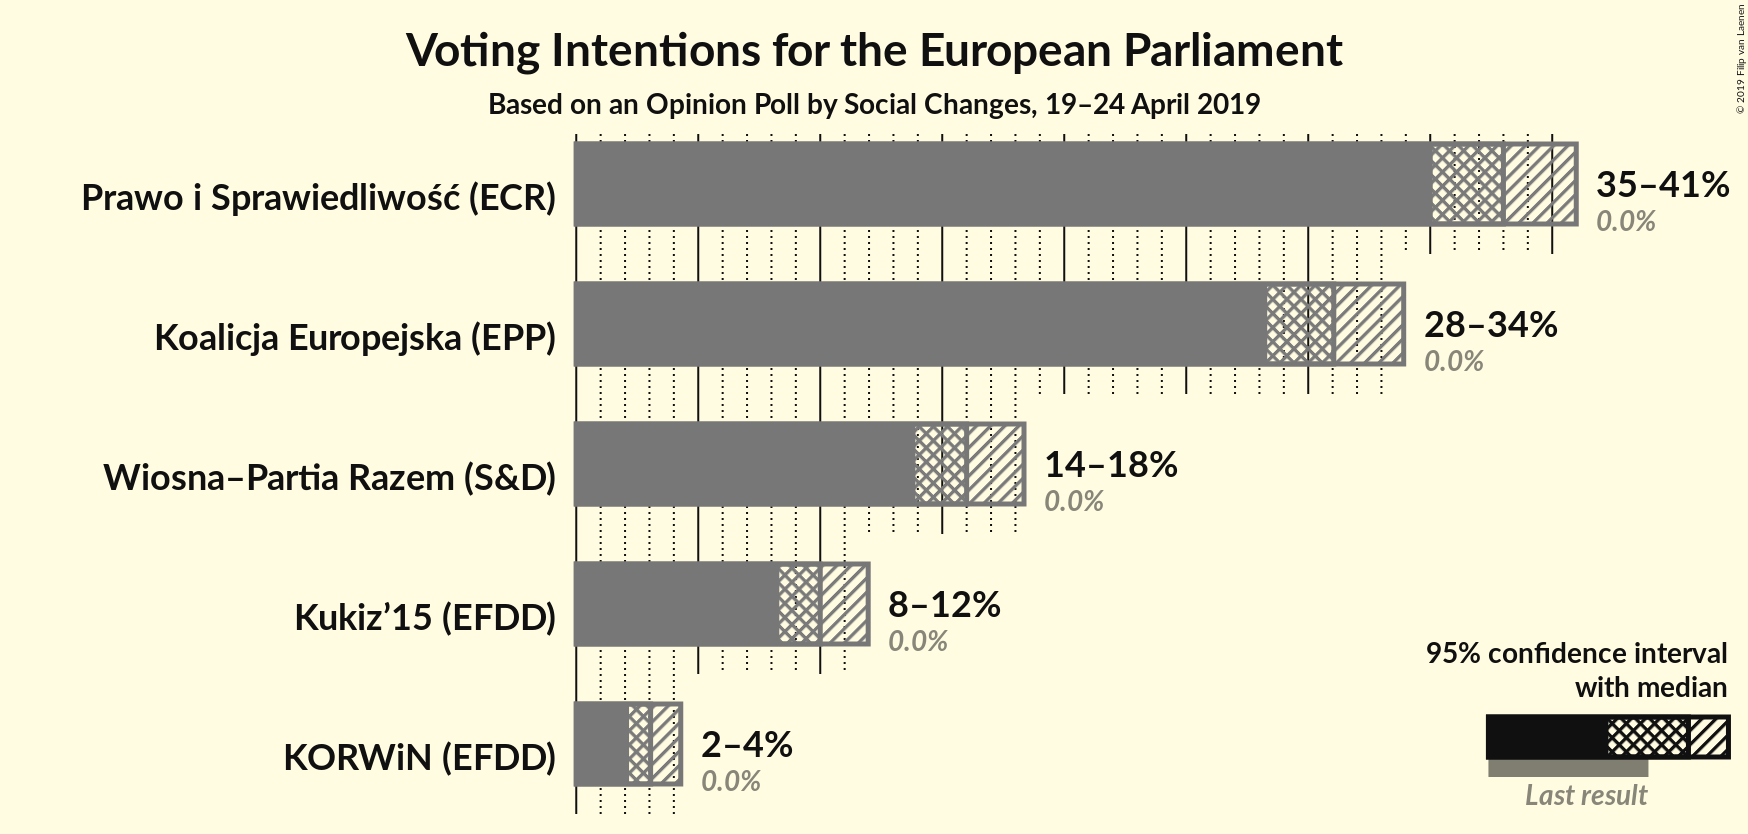 Voting Intentions for the European Parliament
Based on an Opinion Poll by Social Changes, 19–24 April 2019
© 2019 Filip van Laenen
Prawo i Sprawiedliwość (ECR)
35–41%
0.0%
Koalicja Europejska (EPP)
28–34%
0.0%
Wiosna–Partia Razem (S&D)
14–18%
0.0%
Kukiz’15 (EFDD)
8–12%
0.0%
KORWiN (EFDD)
2–4%
0.0%
95% confidence interval
with median
Last result